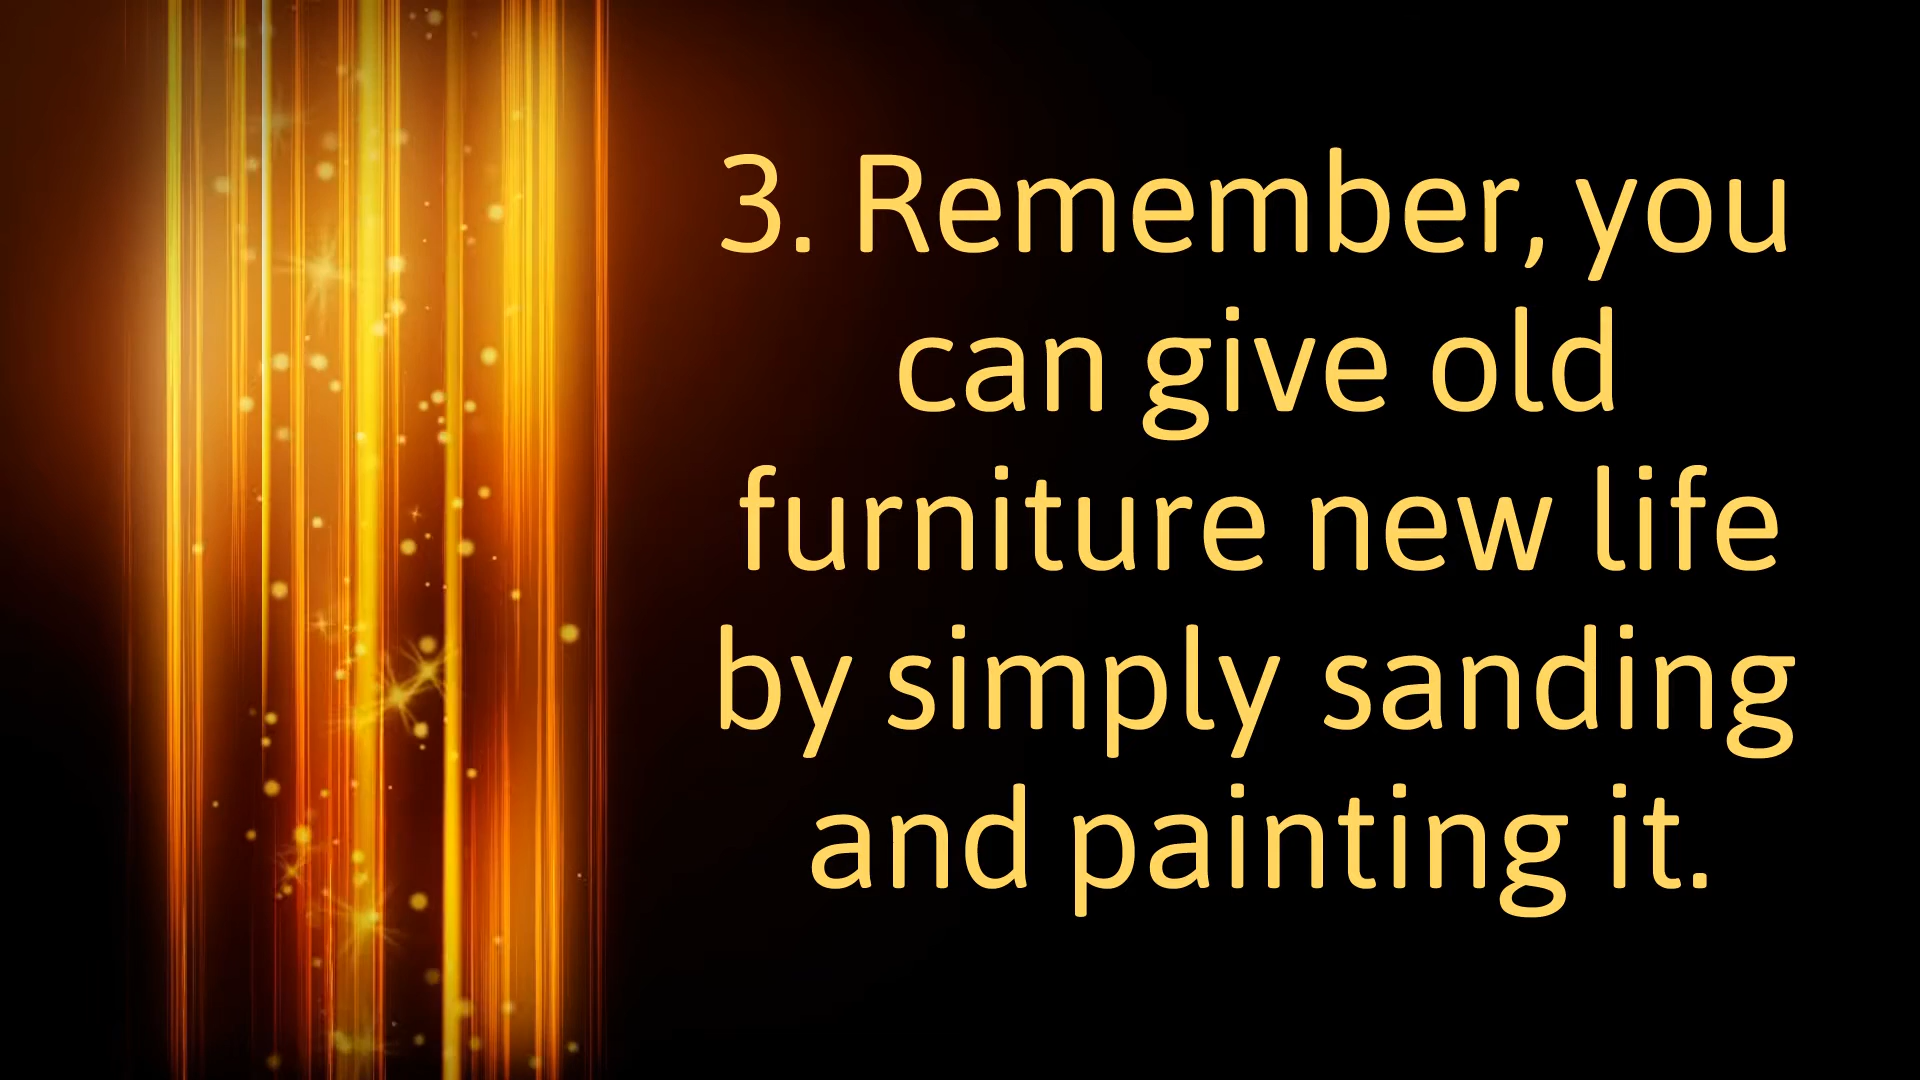 3. Remember, you
can give old
furniture new life
by simply sanding
and painting it.